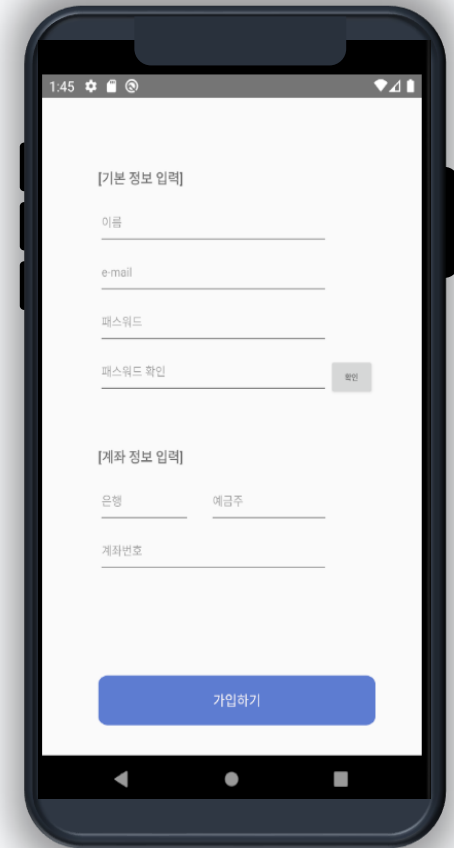 1:45
[기본 정보 입력]
이름
e-mail
패스워드
패스워드 확인
확인
[계좌 정보 입력]
은행 예금주
계좌번호
가입하기